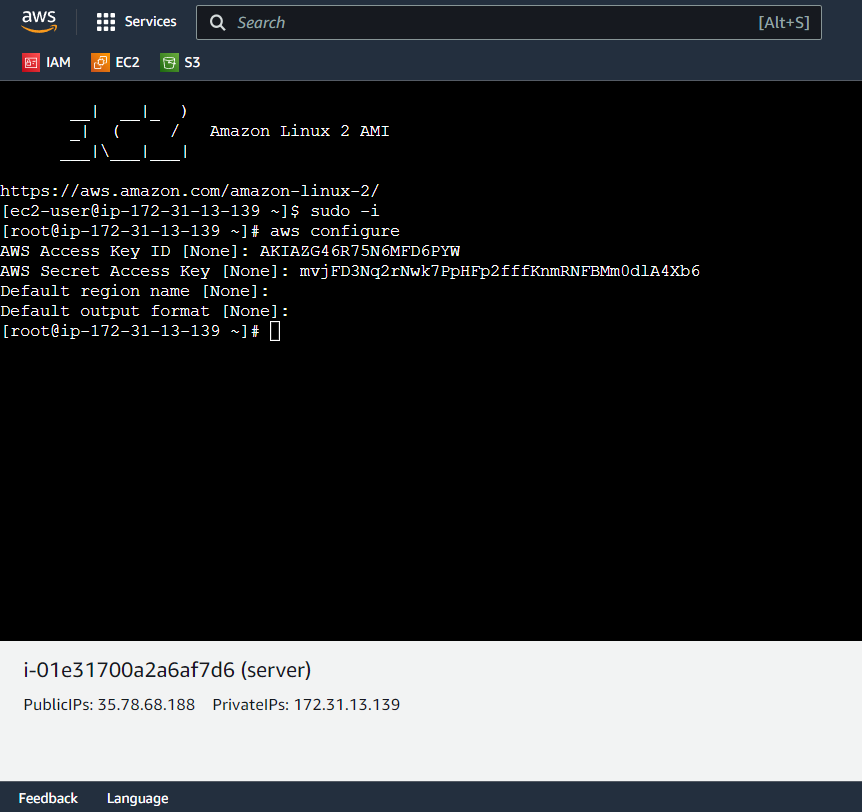 aws Services Search [Alt+S]
IAM EC2 S3
       __|  __|_  )
       _|  (     /   Amazon Linux 2 AMI
      ___|\___|___|
https://aws.amazon.com/amazon-linux-2/
[ec2-user@ip-172-31-13-139 ~]$ sudo -i
[root@ip-172-31-13-139 ~]# aws configure
AWS Access Key ID [None]: AKIAZG46R75N6MFD6PYW
AWS Secret Access Key [None]: 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
Default region name [None]:
Default output format [None]:
[root@ip-172-31-13-139 ~]#
i-01e31700a2a6af7d6 (server)
PublicIPs: 35.78.68.188 PrivateIPs: 172.31.13.139
Feedback Language